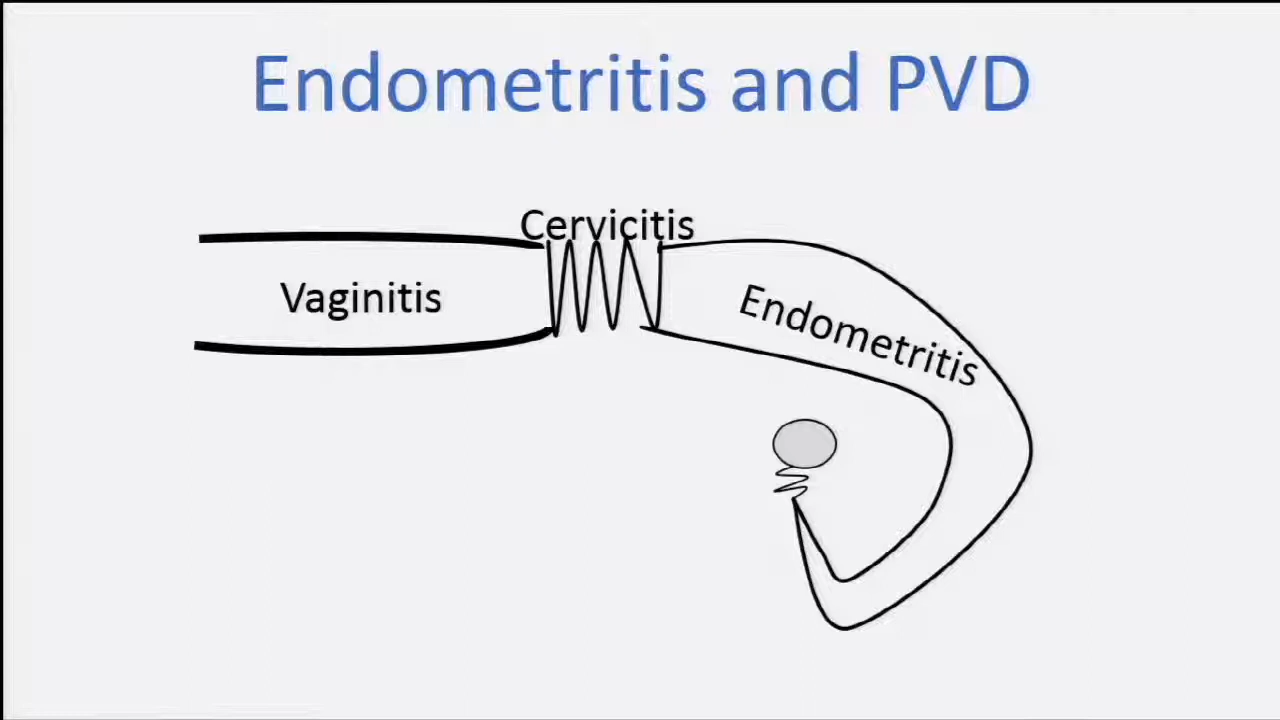 Endometritis and PVD
Cervicitis
Vaginitis
Endometritis